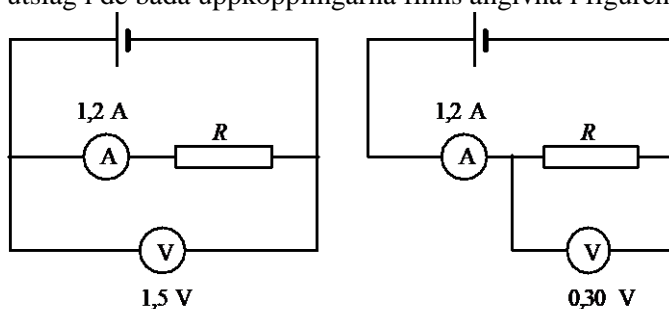 utslag i de båda uppkopplingarna finns angivna i figuren
1,2 A
R
A
V
1,5 V
1,2 A
R
A
V
0,30 V